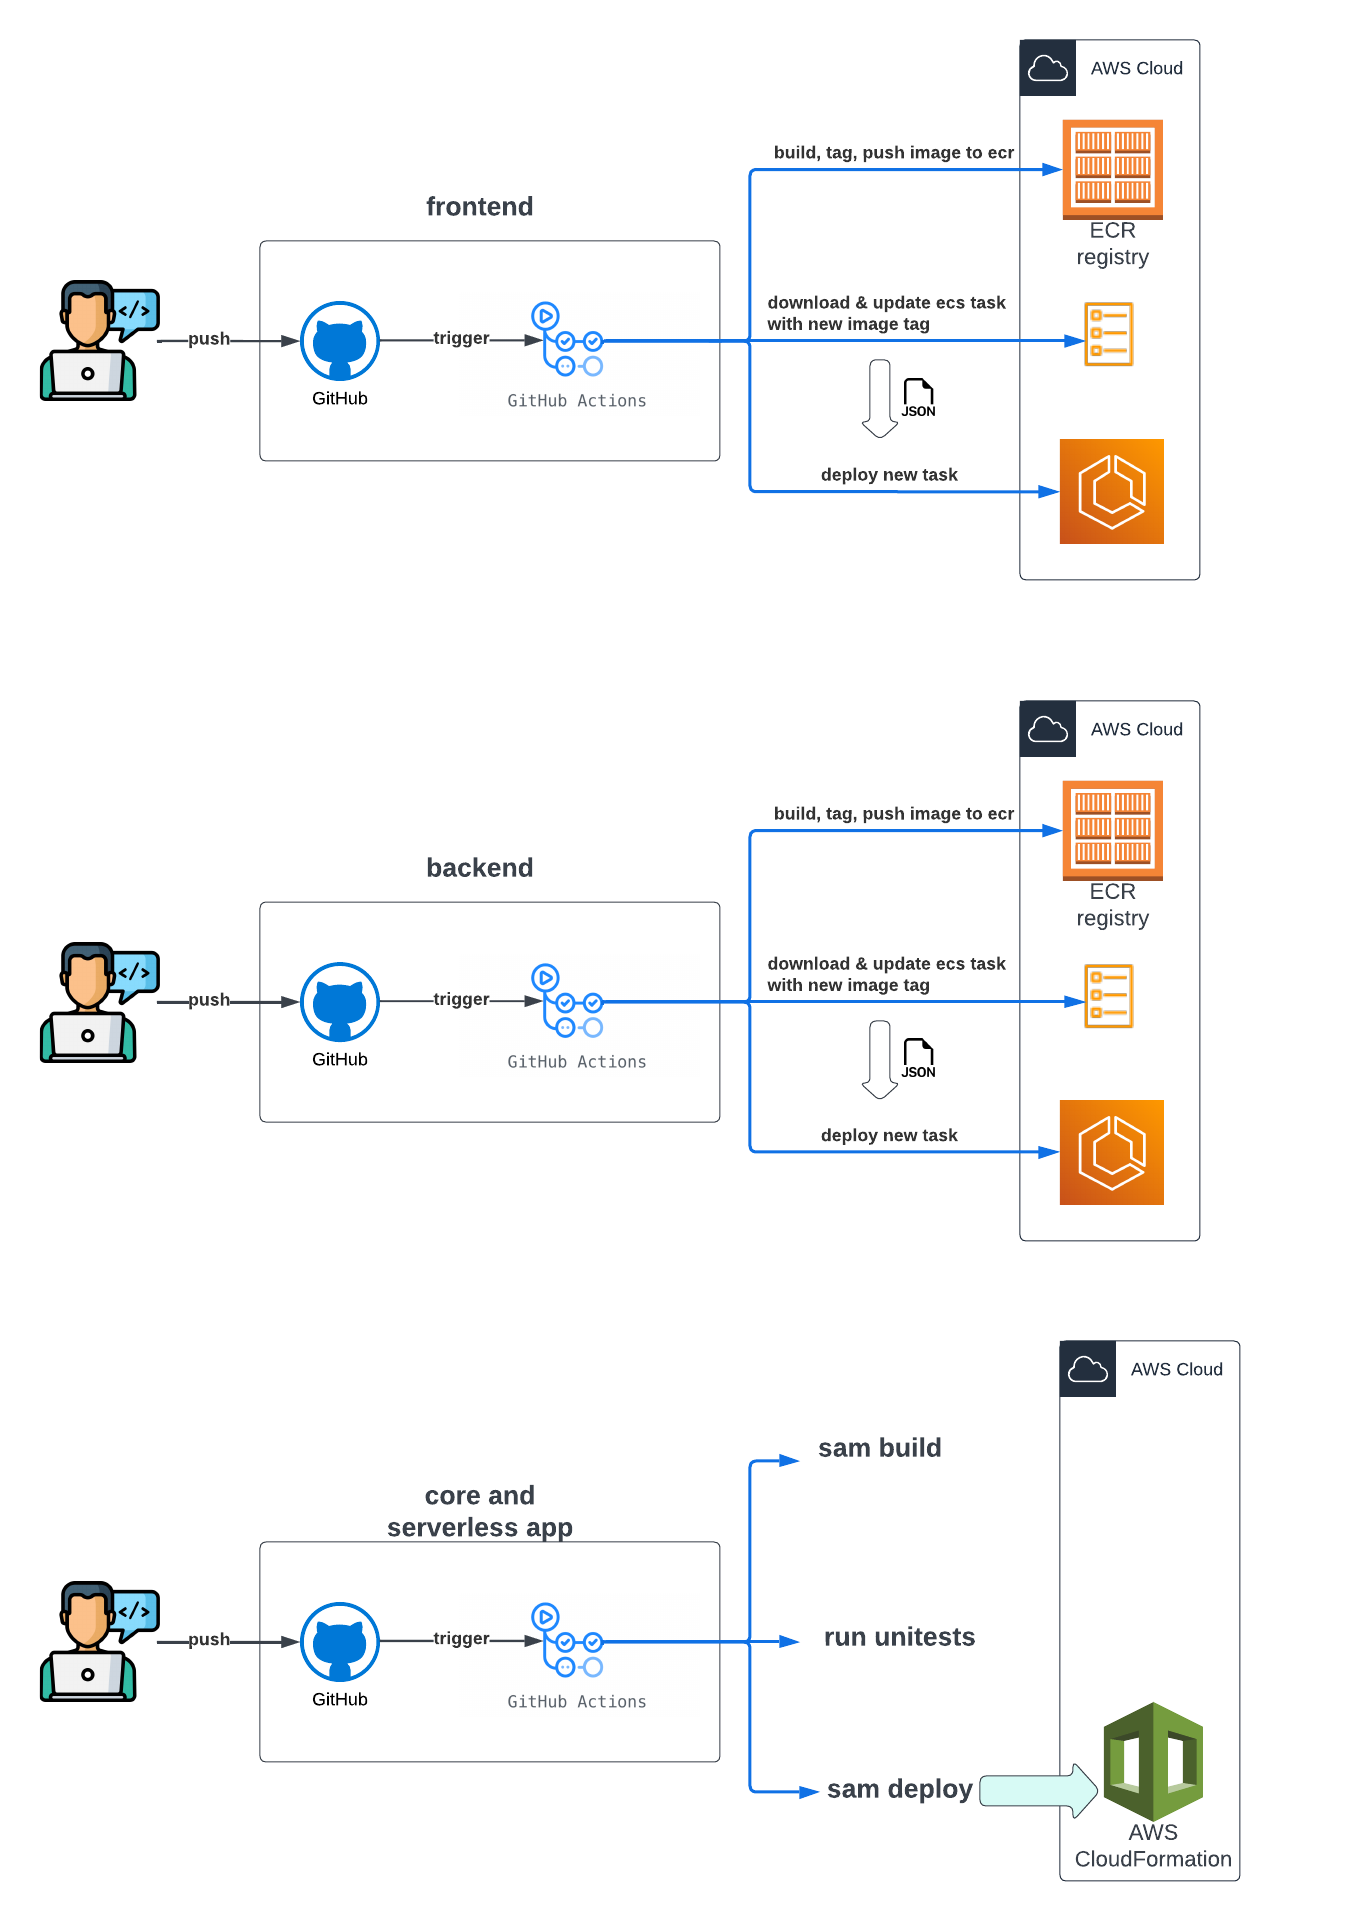 AWS Cloud
build, tag, push image to ecr
ECR
registry
frontend
download & update ecs task
with new image tag
</>
push
GitHub
trigger
GitHub Actions
JSON
deploy new task
AWS Cloud
build, tag, push image to ecr
ECR
registry
backend
download & update ecs task
with new image tag
</>
push
GitHub
trigger
GitHub Actions
JSON
deploy new task
AWS Cloud
sam build
core and
serverless app
</>
push
GitHub
trigger
GitHub Actions
run unitests
sam deploy
AWS
CloudFormation